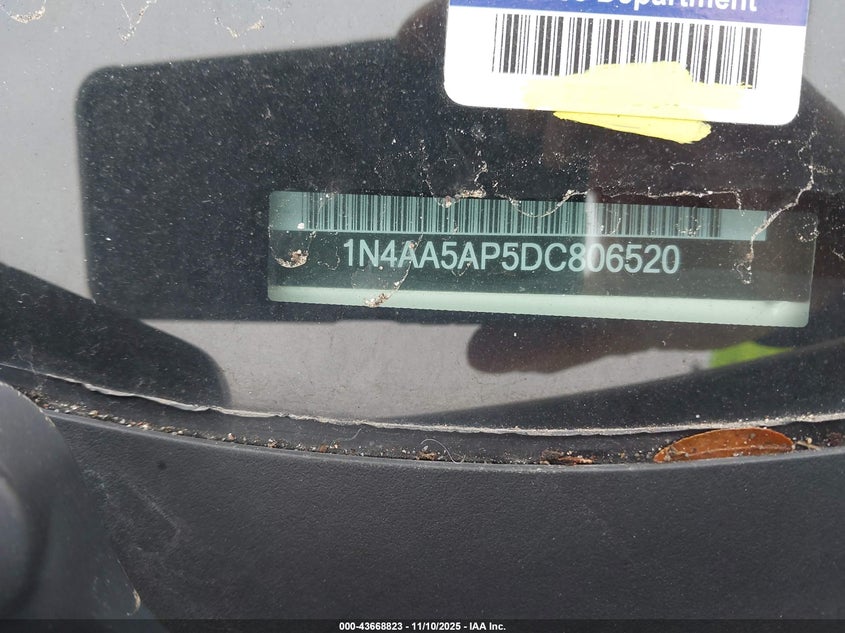 Department
1N4AA5AP5DC806520
000-43668823 — 11/10/2025 — IAA Inc.